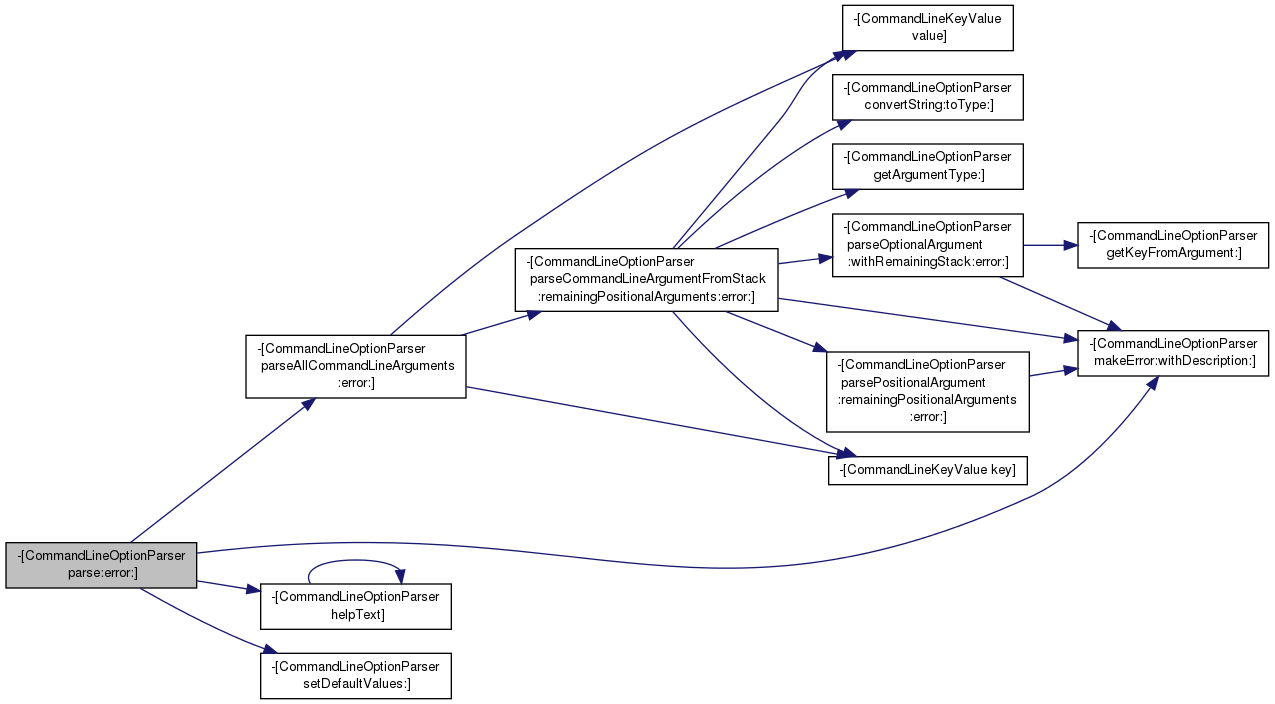 -[CommandLineKeyValue
value]
-[CommandLineOptionParser
convertString:toType:]
-[CommandLineOptionParser
getArgumentType:]
-[CommandLineOptionParser
parseOptionalArgument
:withRemainingStack:error:]
-[CommandLineOptionParser
getKeyFromArgument:]
-[CommandLineOptionParser
parseCommandLineArgumentFromStack
:remainingPositionalArguments:error:]
-[CommandLineOptionParser
makeError:withDescription:]
-[CommandLineOptionParser
parseAllCommandLineArguments
:error:]
-[CommandLineOptionParser
parsePositionalArgument
:remainingPositionalArguments
:error:]
-[CommandLineKeyValue key]
-[CommandLineOptionParser
parse:error:]
-[CommandLineOptionParser
helpText]
-[CommandLineOptionParser
setDefaultValues:]